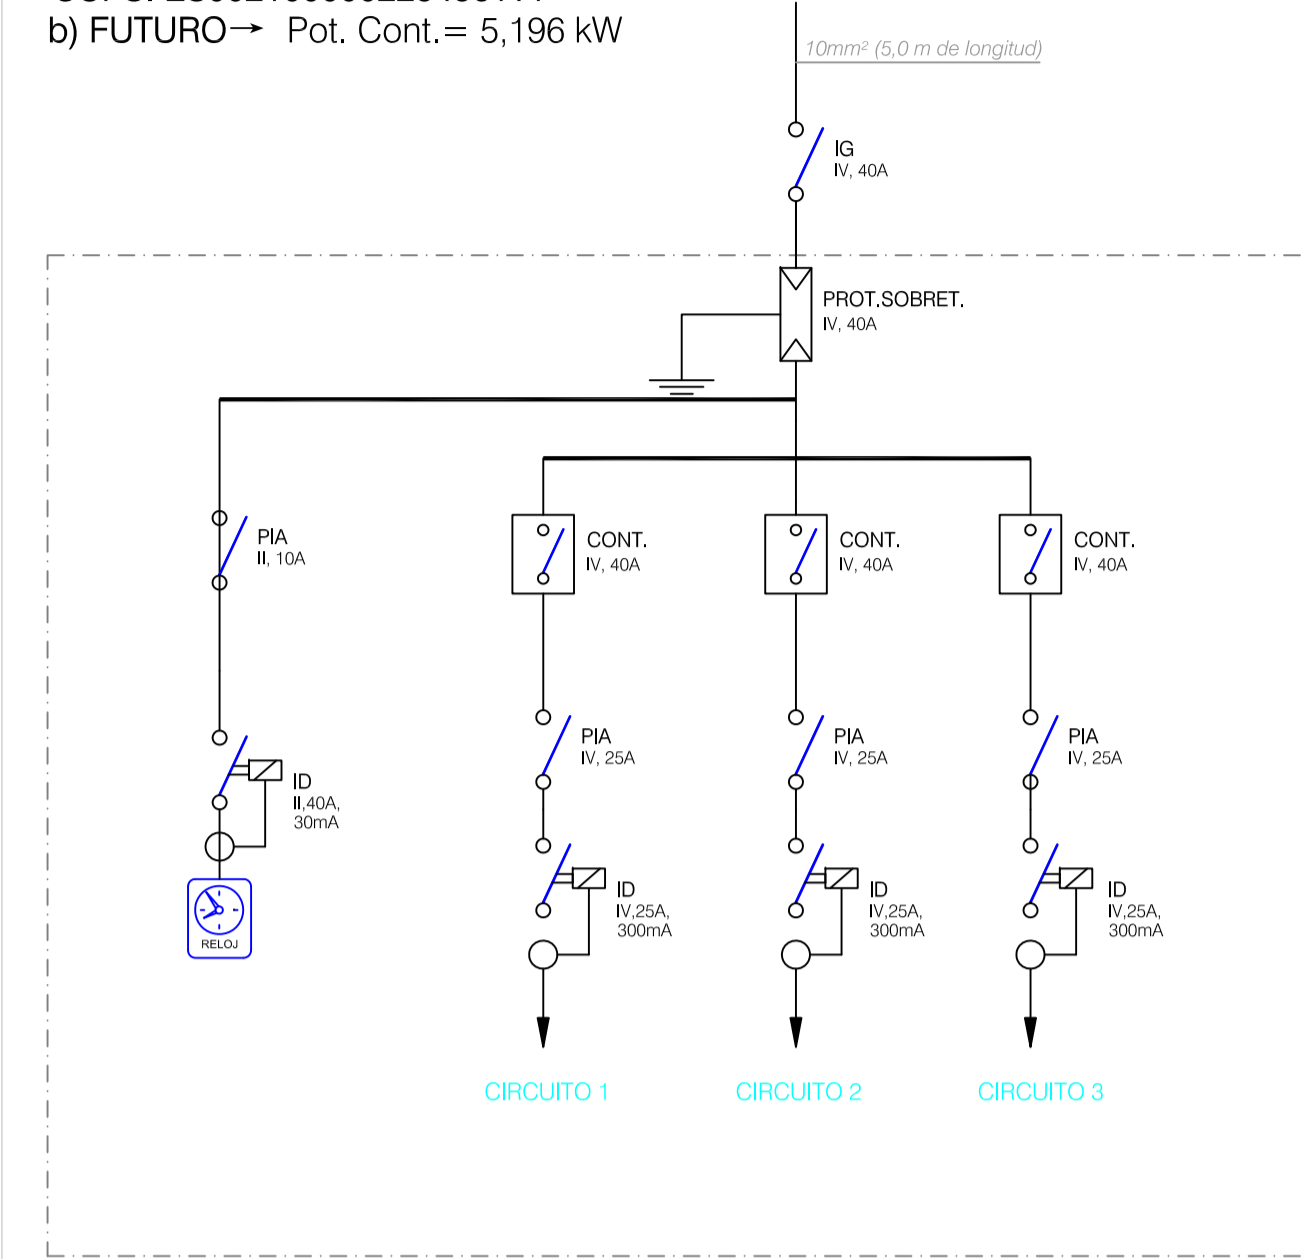 b) FUTURO→ Pot. Cont.= 5,196 kW
10mm² (5,0 m de longitud)
IG
IV, 40A
PROT.SOBRET.
IV, 40A
PIA
II, 10A
CONT.
IV, 40A
CONT.
IV, 40A
CONT.
IV, 40A
PIA
IV, 25A
PIA
IV, 25A
PIA
IV, 25A
ID
II,40A,
30mA
ID
IV,25A,
300mA
ID
IV,25A,
300mA
ID
IV,25A,
300mA
RELOJ
CIRCUITO 1
CIRCUITO 2
CIRCUITO 3